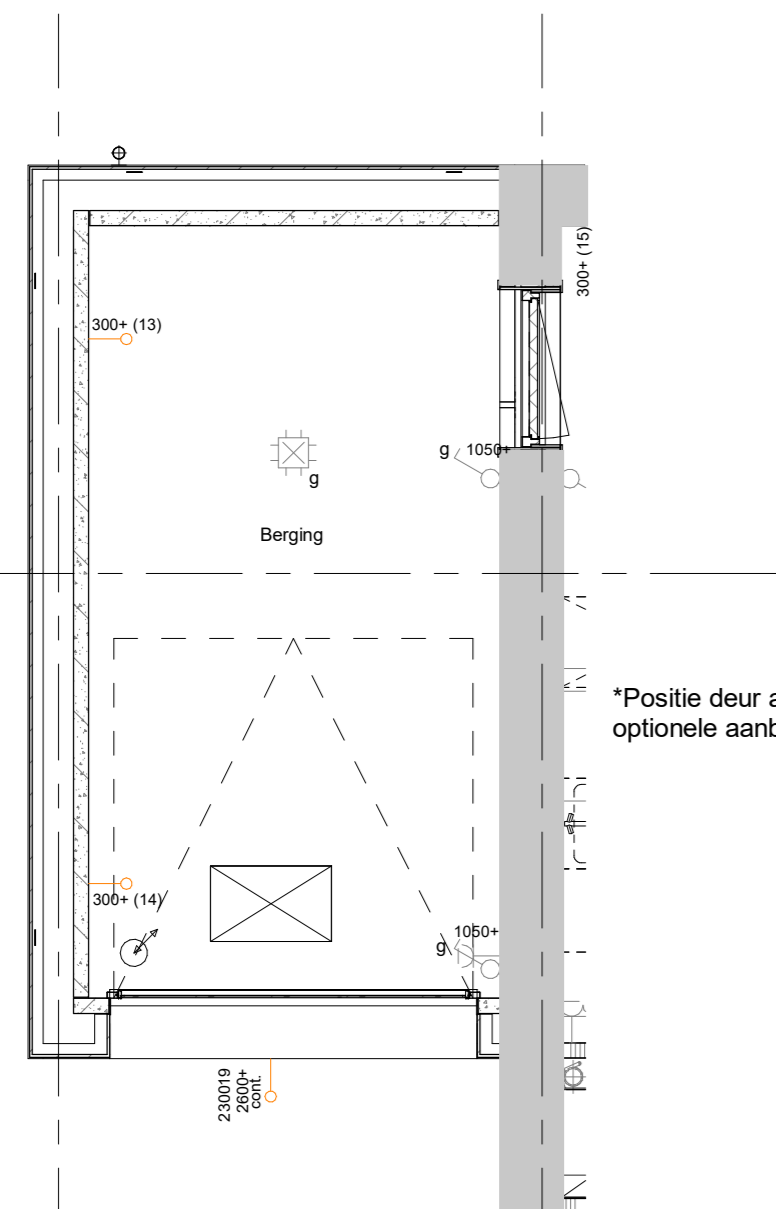 300+ (15)
300+ (13)
g 1050+
g
Berging
*Positie deur a
optionele aanb
300+ (14)
1050+
g
230019
2600+
cont.